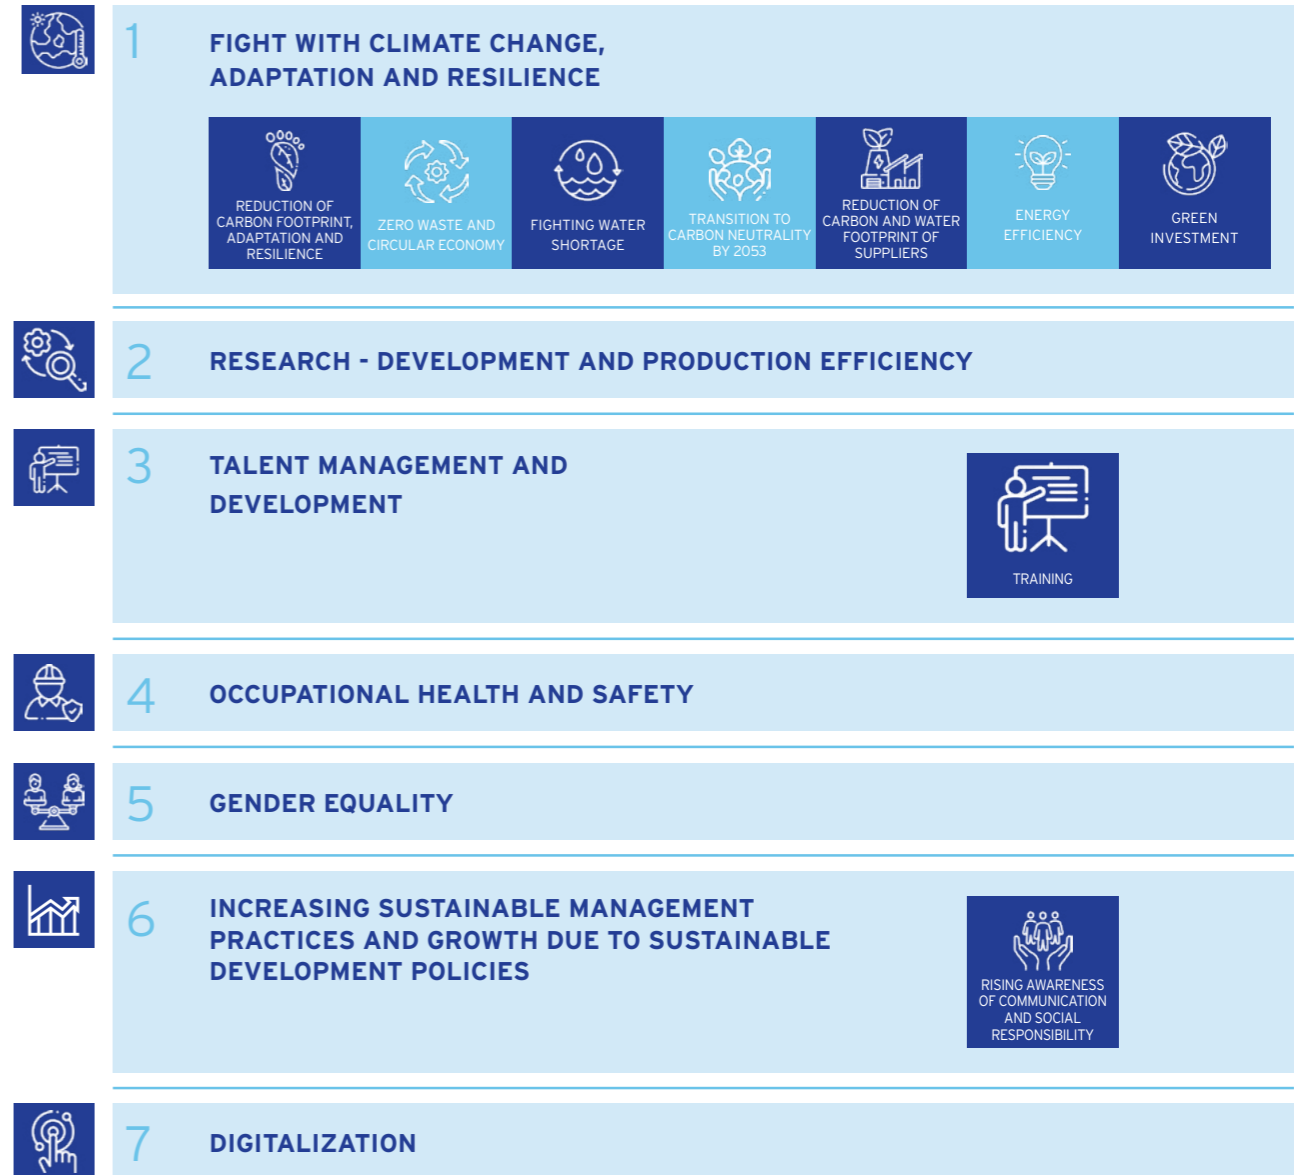 1
FIGHT WITH CLIMATE CHANGE,
ADAPTATION AND RESILIENCE
REDUCTION OF
CARBON FOOTPRINT,
ADAPTATION AND
RESILIENCE
ZERO WASTE AND
CIRCULAR ECONOMY
FIGHTING WATER
SHORTAGE
TRANSITION TO
CARBON NEUTRALITY
BY 2053
REDUCTION OF
CARBON AND WATER
FOOTPRINT OF
SUPPLIERS
ENERGY
EFFICIENCY
GREEN
INVESTMENT
2
RESEARCH - DEVELOPMENT AND PRODUCTION EFFICIENCY
3
TALENT MANAGEMENT AND
DEVELOPMENT
TRAINING
4
OCCUPATIONAL HEALTH AND SAFETY
5
GENDER EQUALITY
6
INCREASING SUSTAINABLE MANAGEMENT
PRACTICES AND GROWTH DUE TO SUSTAINABLE
DEVELOPMENT POLICIES
RISING AWARENESS
OF COMMUNICATION
AND SOCIAL
RESPONSIBILITY
7
DIGITALIZATION